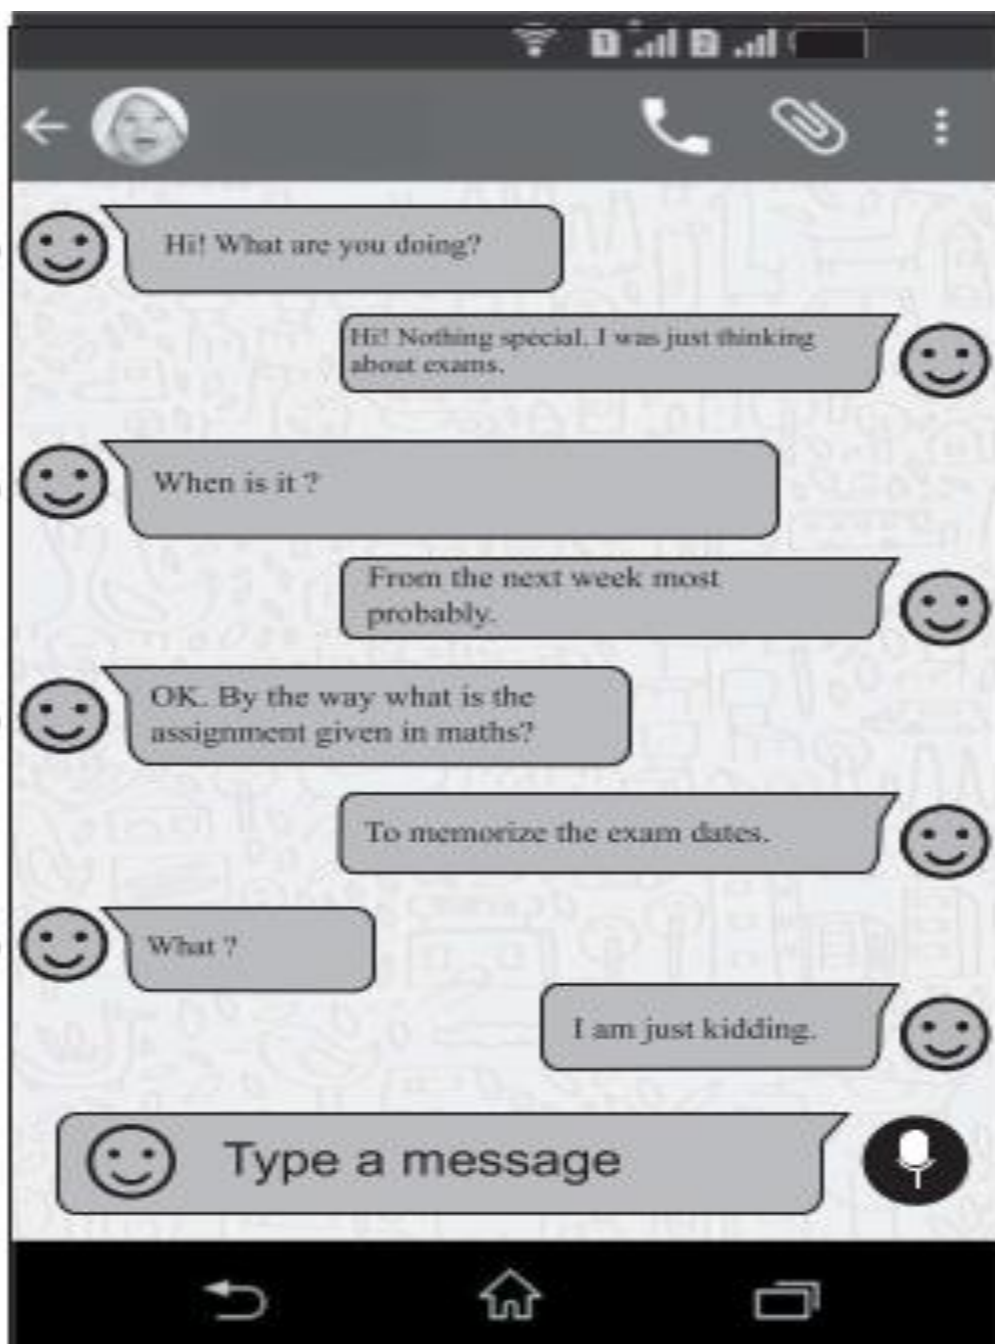 1 2
Hi! What are you doing?
Hi! Nothing special. I was just thinking
about exams.
When is it ?
From the next week most
probably.
OK. By the way what is the
assignment given in maths?
To memorize the exam dates.
What ?
I am just kidding.
Type a message